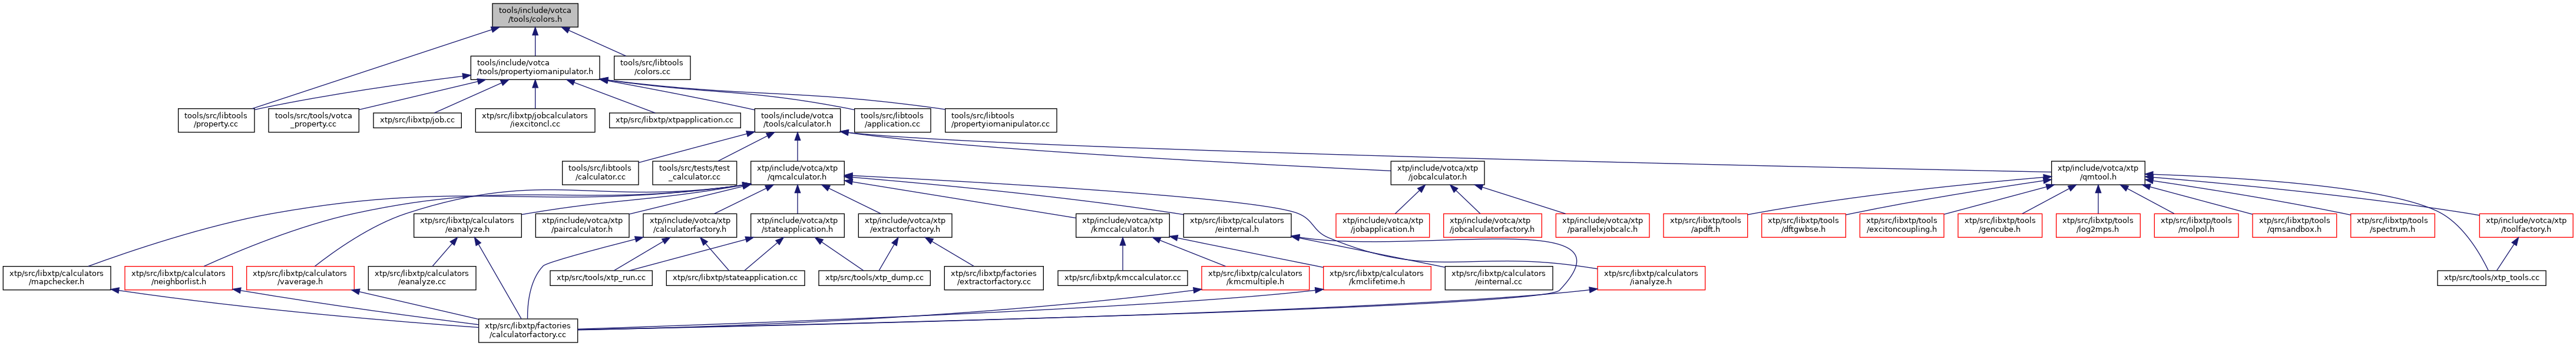 tools/include/votca
/tools/colors.h
tools/include/votca
/tools/propertyiomanipulator.h
tools/src/libtools
/colors.cc
tools/src/libtools
/property.cc
tools/src/tools/votca
_property.cc
xtp/src/libxtp/job.cc
xtp/src/libxtp/jobcalculators
/iexcitoncl.cc
xtp/src/libxtp/xtpapplication.cc
tools/include/votca
/tools/calculator.h
tools/src/libtools
/application.cc
tools/src/libtools
/propertyiomanipulator.cc
tools/src/libtools
/calculator.cc
tools/src/tests/test
_calculator.cc
xtp/include/votca/xtp
/qmcalculator.h
xtp/include/votca/xtp
/jobcalculator.h
xtp/include/votca/xtp
/qmtool.h
xtp/src/libxtp/calculators
/eanalyze.h
xtp/include/votca/xtp
/paircalculator.h
xtp/include/votca/xtp
/calculatorfactory.h
xtp/include/votca/xtp
/stateapplication.h
xtp/include/votca/xtp
/extractorfactory.h
xtp/include/votca/xtp
/kmccalculator.h
xtp/src/libxtp/calculators
/einternal.h
xtp/include/votca/xtp
/jobapplication.h
xtp/include/votca/xtp
/jobcalculatorfactory.h
xtp/include/votca/xtp
/parallelxjobcalc.h
xtp/src/libxtp/tools
/apdft.h
xtp/src/libxtp/tools
/dftgwbse.h
xtp/src/libxtp/tools
/excitoncoupling.h
xtp/src/libxtp/tools
/gencube.h
xtp/src/libxtp/tools
/log2mps.h
xtp/src/libxtp/tools
/molpol.h
xtp/src/libxtp/tools
/qmsandbox.h
xtp/src/libxtp/tools
/spectrum.h
xtp/include/votca/xtp
/toolfactory.h
xtp/src/libxtp/calculators
/mapchecker.h
xtp/src/libxtp/calculators
/neighborlist.h
xtp/src/libxtp/calculators
/vaverage.h
xtp/src/libxtp/calculators
/eanalyze.cc
xtp/src/tools/xtp_run.cc
xtp/src/libxtp/stateapplication.cc
xtp/src/tools/xtp_dump.cc
xtp/src/libxtp/factories
/extractorfactory.cc
xtp/src/libxtp/kmccalculator.cc
xtp/src/libxtp/calculators
/kmcmultiple.h
xtp/src/libxtp/calculators
/kmclifetime.h
xtp/src/libxtp/calculators
/einternal.cc
xtp/src/libxtp/calculators
/ianalyze.h
xtp/src/tools/xtp_tools.cc
xtp/src/libxtp/factories
/calculatorfactory.cc